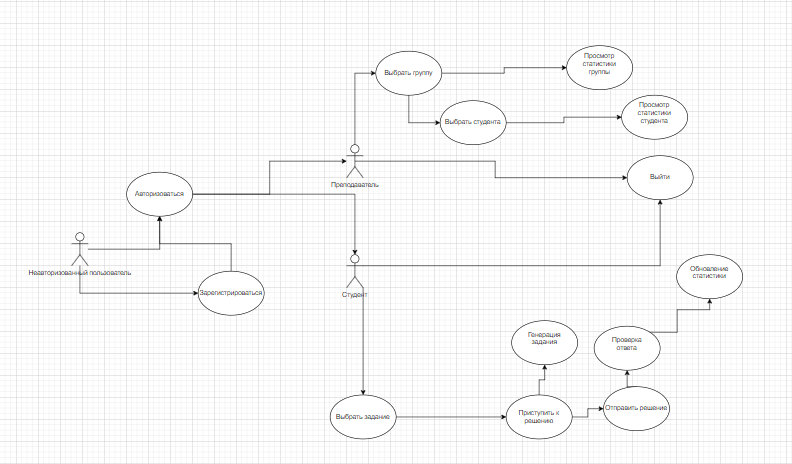 Выбрать группу
Просмотр
статистики
группы
Выбрать студента
Просмотр
статистики
студента
Преподаватель
Выйти
Авторизоваться
Неавторизованный пользователь
Зарегистрироваться
Студент
Обновление
статистики
Генерация
задания
Проверка
ответа
Выбрать задание
Приступить к
решению
Отправить решение